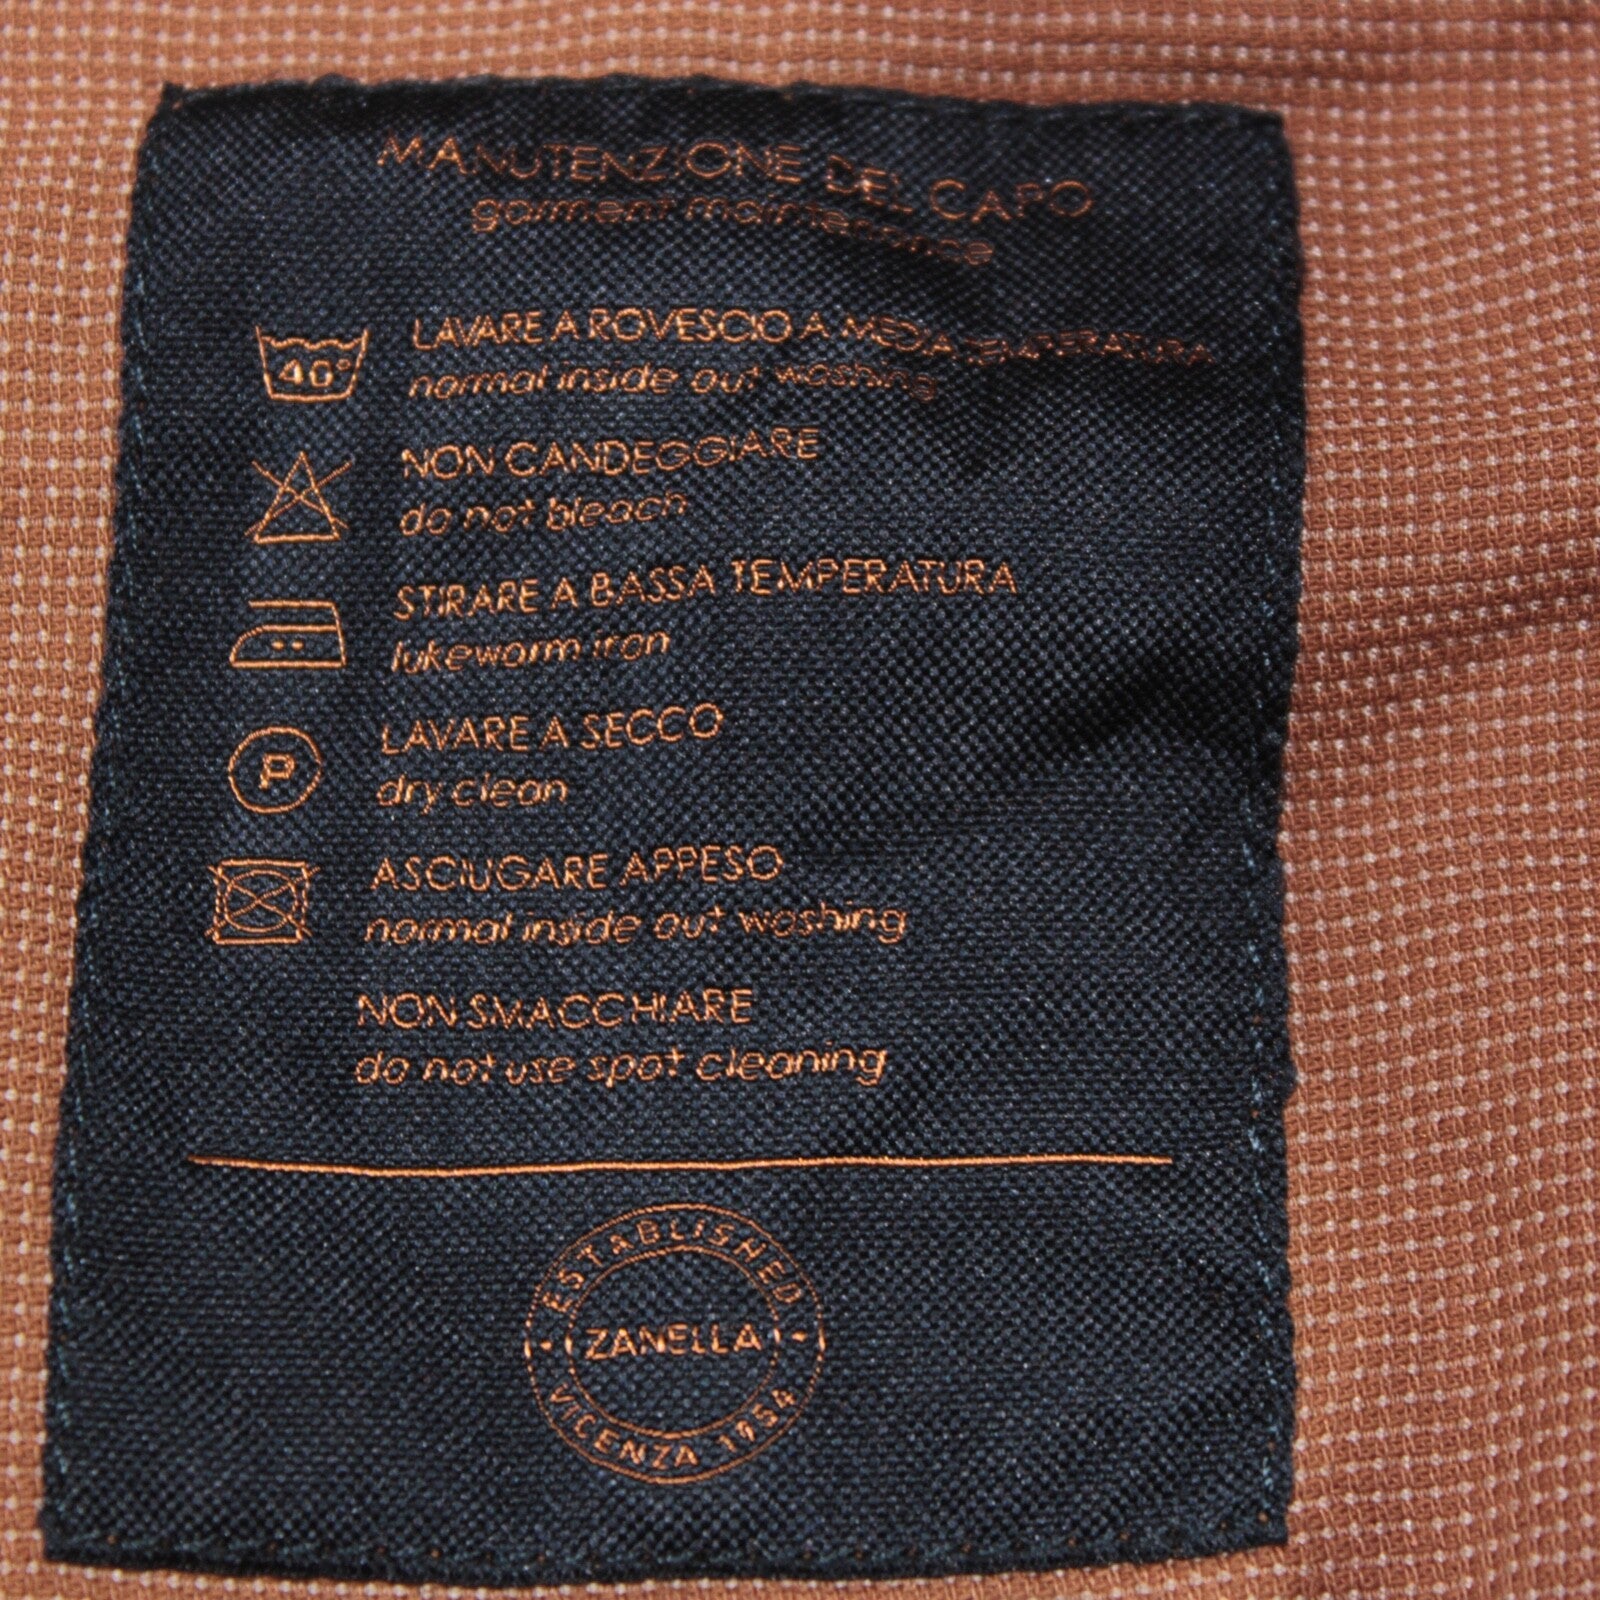 MANUTENZIONE DEL CAPO
garment maintenance
40°
LAVARE A ROVESCIO A MEDIA TEMPERATURA
normal inside out washing
NON CANDEGGIARE
do not bleach
STIRARE A BASSA TEMPERATURA
lukewarm iron
P
LAVARE A SECCO
dry clean
ASCIUGARE APPESO
normal inside out washing
NON SMACCHIARE
do not use spot cleaning
ESTABLISHED
ZANELLA
VICENZA 1954